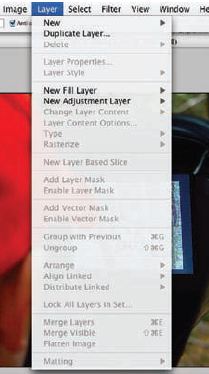 Image Layer Select Filter View Window He
New
Duplicate Layer...
Delete
Layer Properties...
Layer Style
New Fill Layer
New Adjustment Layer
Change Layer Content
Layer Content Options...
Type
Rasterize
New Layer Based Slice
Add Layer Mask
Enable Layer Mask
Add Vector Mask
Enable Vector Mask
Group with Previous ⌘G
Ungroup ⇧⌘G
Arrange
Align Linked
Distribute Linked
Lock All Layers In Set...
Merge Layers ⌘E
Merge Visible ⇧⌘E
Flatten Image
Matting